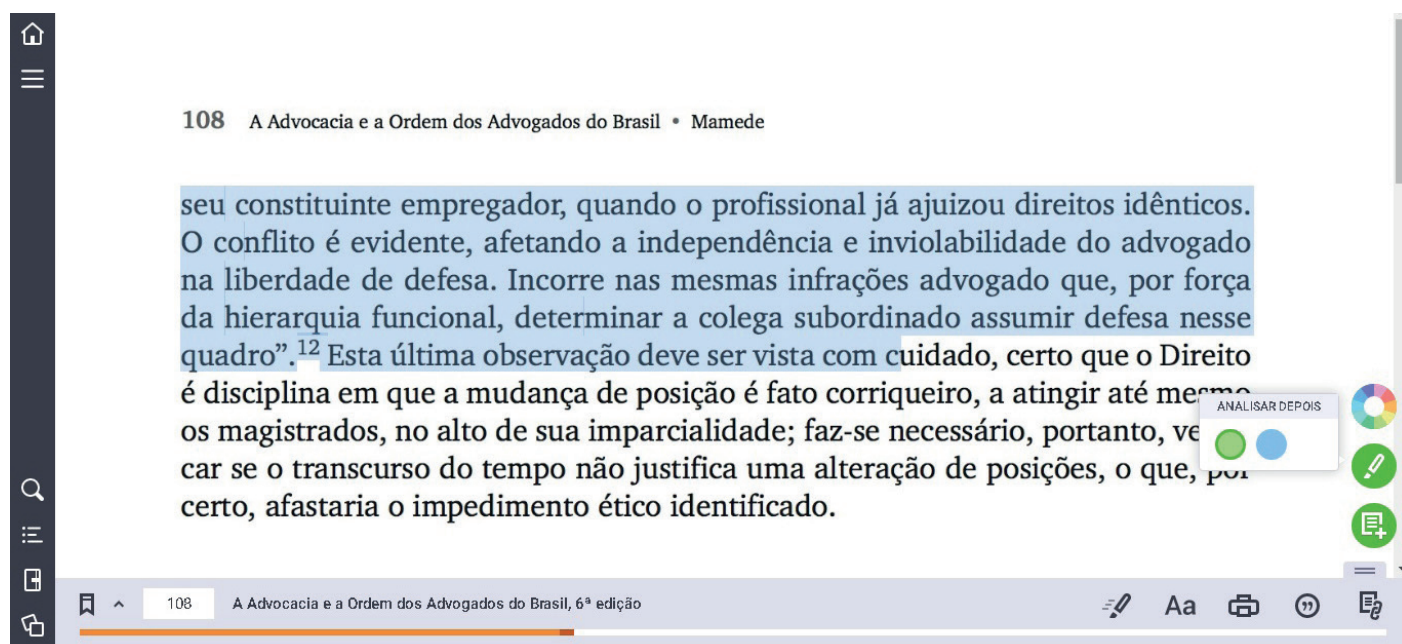 108 A Advocacia e a Ordem dos Advogados do Brasil • Mamede
seu constituinte empregador, quando o profissional já ajuizou direitos idênticos.
O conflito é evidente, afetando a independência e inviolabilidade do advogado
na liberdade de defesa. Incorre nas mesmas infrações advogado que, por força
da hierarquia funcional, determinar a colega subordinado assumir defesa nesse
quadro”.12 Esta última observação deve ser vista com cuidado, certo que o Direito
é disciplina em que a mudança de posição é fato corriqueiro, a atingir até mesmo
ANALISAR DEPOIS
os magistrados, no alto de sua imparcialidade; faz-se necessário, portanto,
car se o transcurso do tempo não justifica uma alteração de posições, o que, por
certo, afastaria o impedimento ético identificado.
108 A Advocacia e a Ordem dos Advogados do Brasil, 6ª edição
Aa